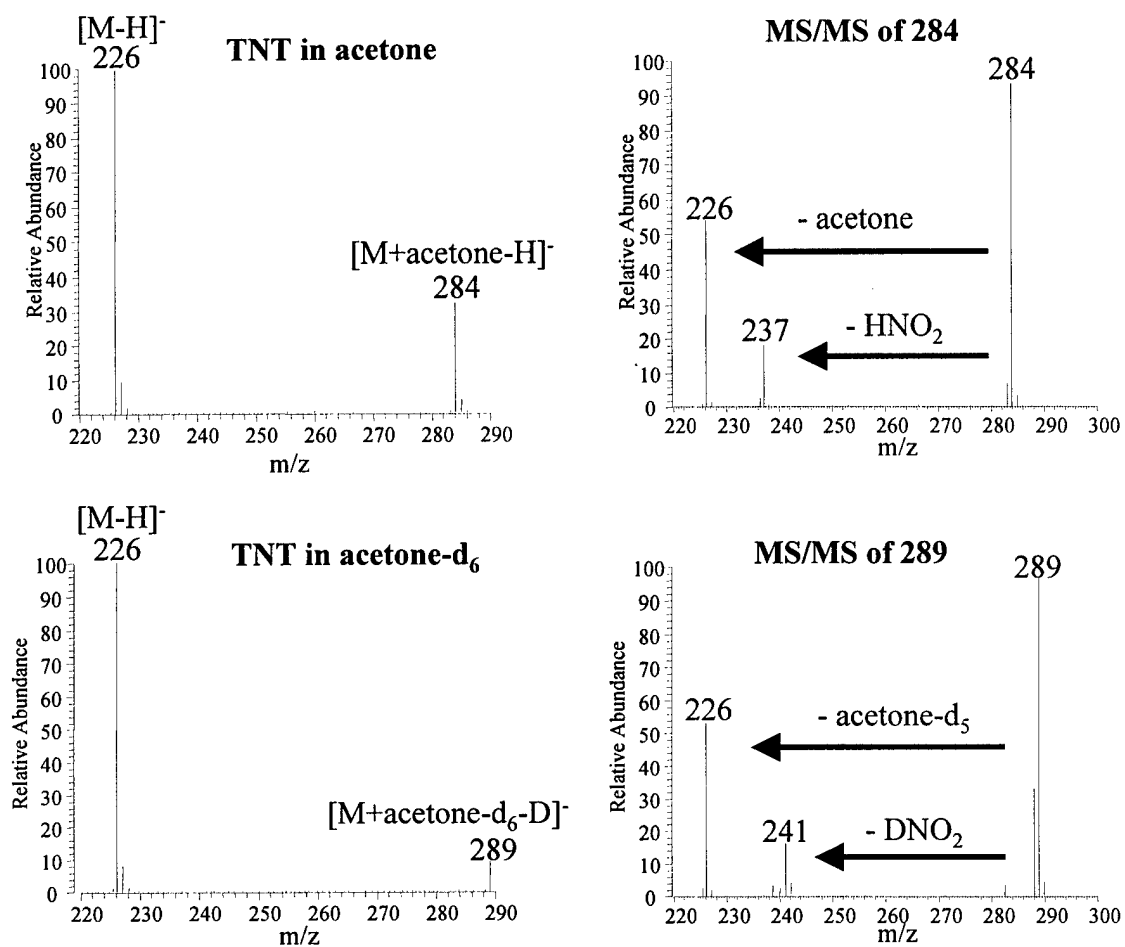 [M-H]-
226
TNT in acetone
Relative Abundance
100
90
80
70
60
50
40
30
20
10
0
[M+acetone-H]-
284
220 230 240 250 260 270 280 290
m/z
MS/MS of 284
Relative Abundance
100
90
80
70
60
50
40
30
20
10
0
284
226
- acetone
237
- HNO2
220 230 240 250 260 270 280 290 300
m/z
[M-H]-
226
TNT in acetone-d6
Relative Abundance
100
90
80
70
60
50
40
30
20
10
0
[M+acetone-d6-D]-
289
220 230 240 250 260 270 280 290
m/z
MS/MS of 289
Relative Abundance
100
90
80
70
60
50
40
30
20
10
0
289
226
- acetone-d5
241
- DNO2
220 230 240 250 260 270 280 290 300
m/z